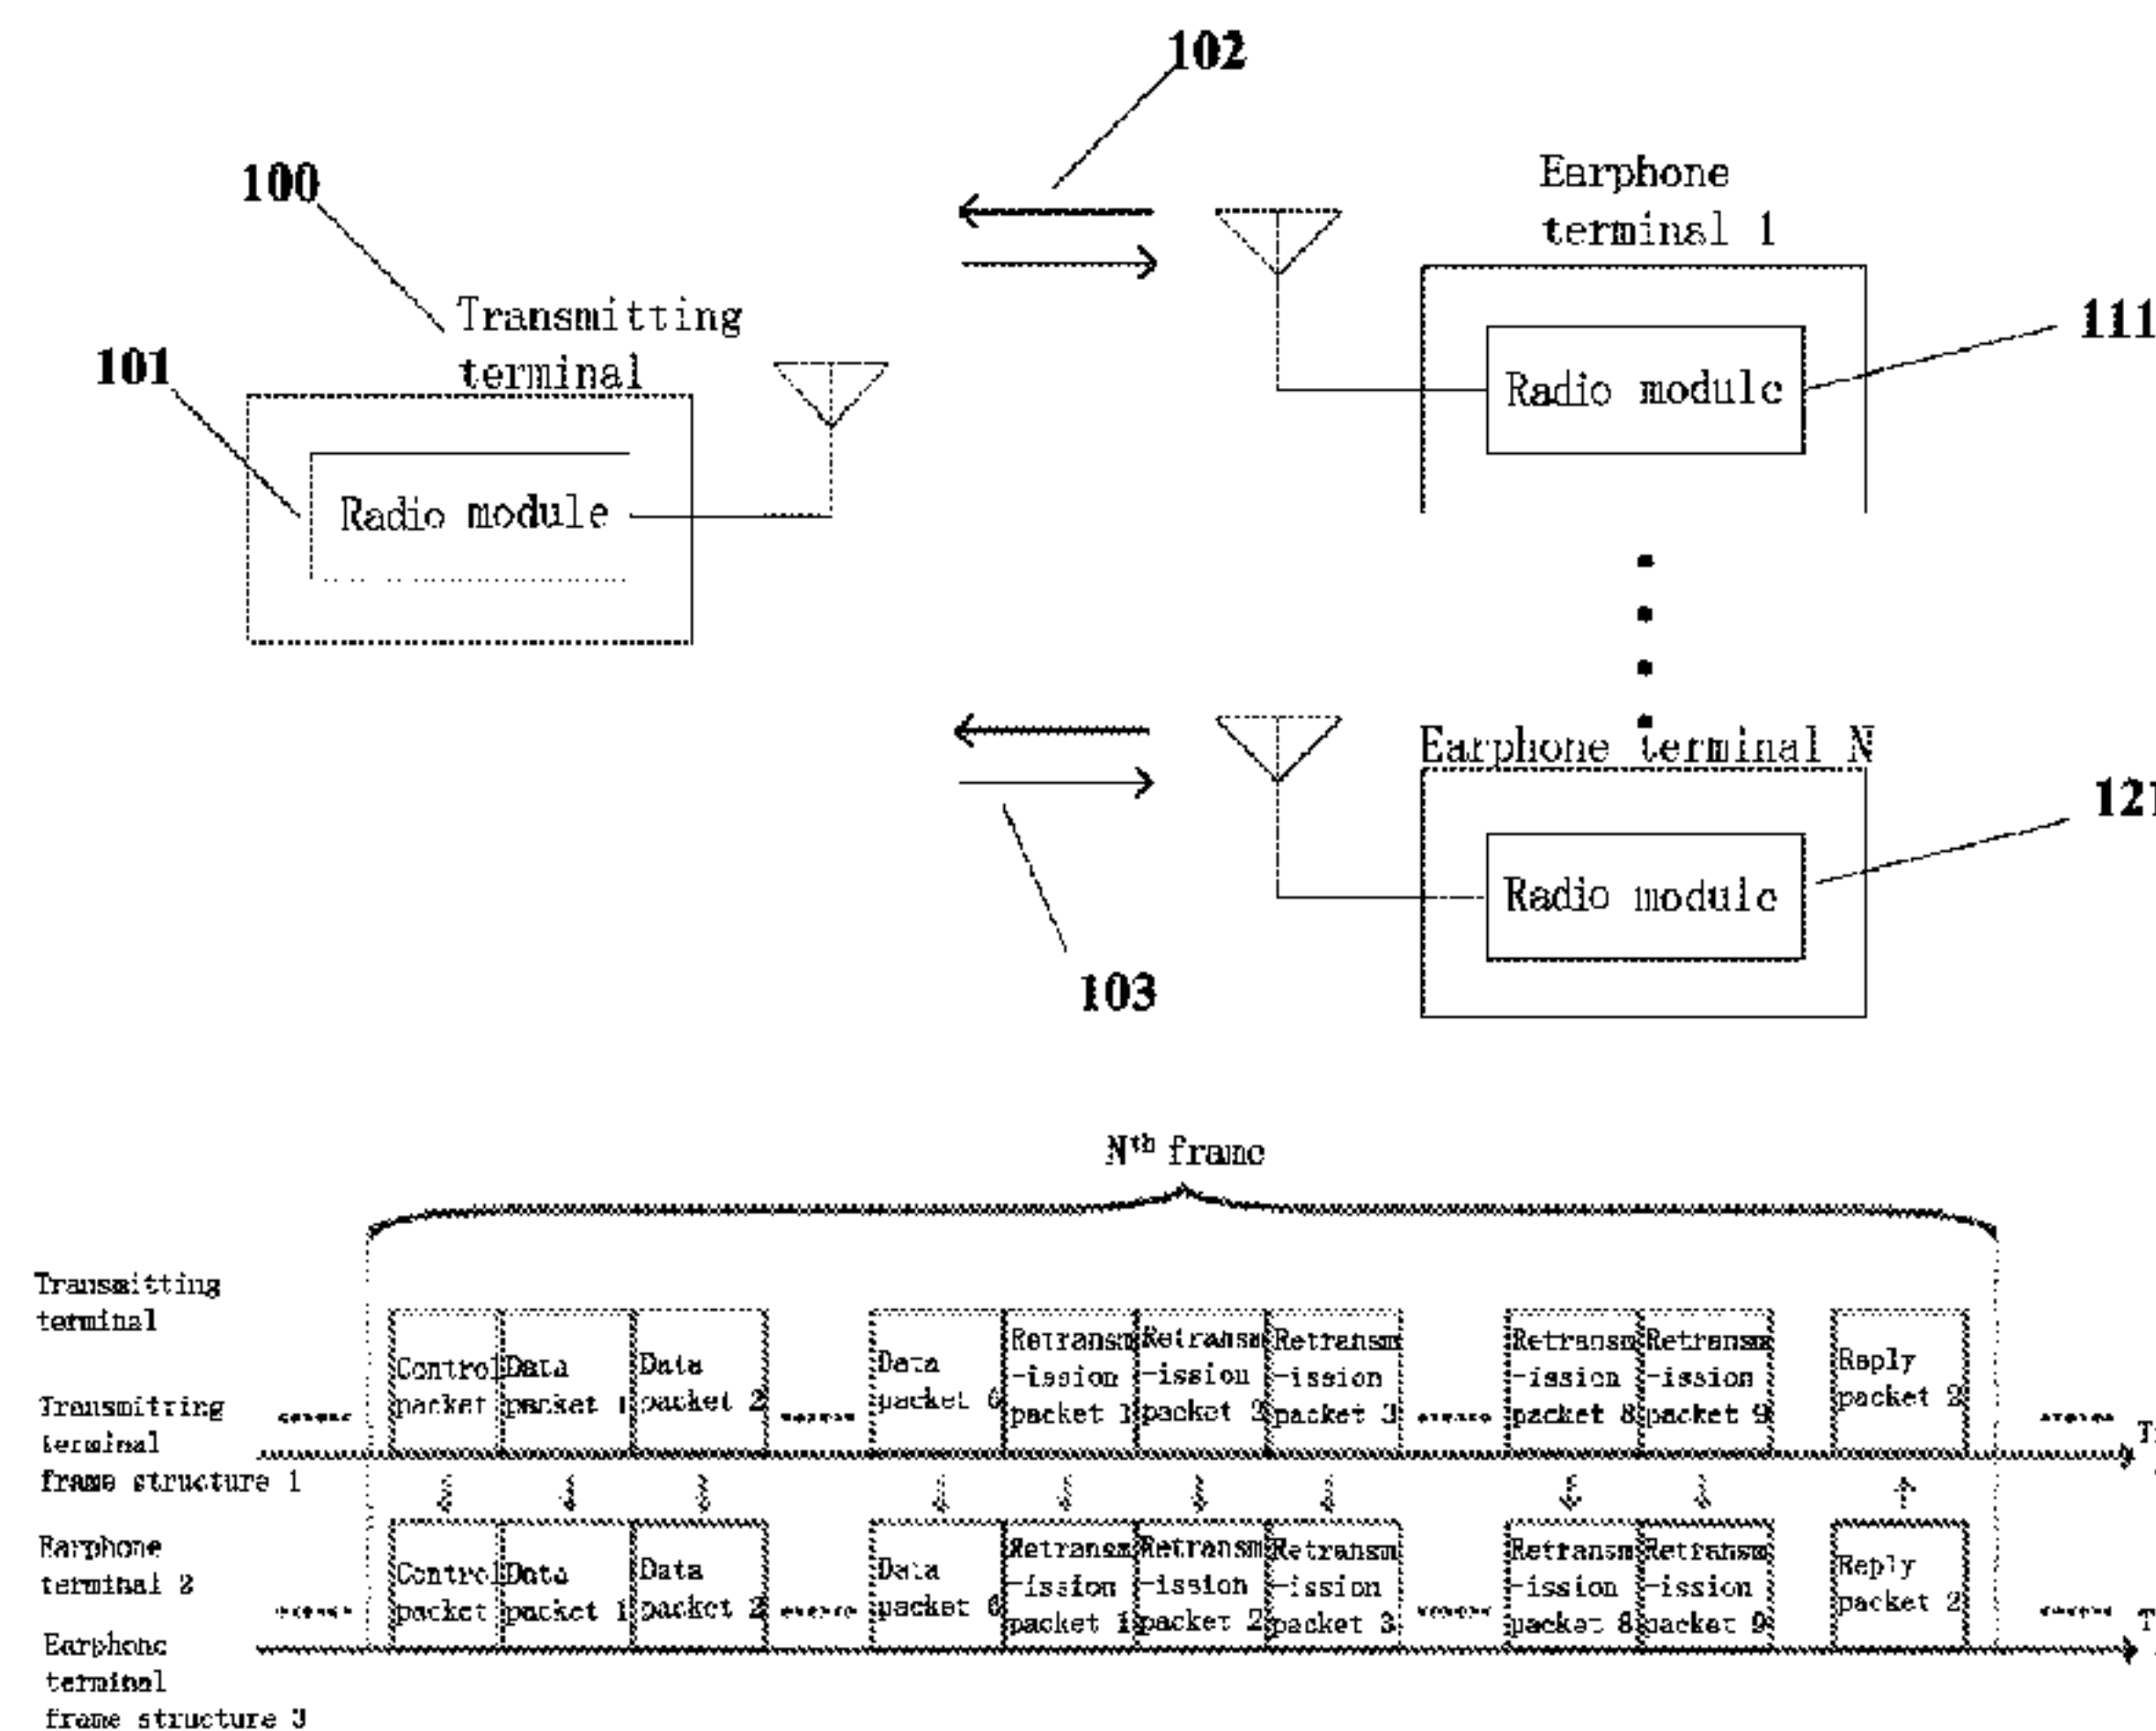 102
100
Earphone
terminal 1
111
Transmitting
terminal
101
Radio module
Radio module
Earphone terminal N
121
Radio module
103
Nth frame
Transmitting
terminal
Control
packet
Data
packet 1
Data
packet 2
Data
packet 6
Retransm
-ission
packet 1
Retransm
-ission
packet 2
Retransm
-ission
packet 3
Retransm
-ission
packet 8
Retransm
-ission
packet 9
Reply
packet 2
Transmitting
terminal
frame structure 1
Earphone
terminal 2
Control
packet
Data
packet 1
Data
packet 2
Data
packet 6
Retransm
-ission
packet 1
Retransm
-ission
packet 2
Retransm
-ission
packet 3
Retransm
-ission
packet 8
Retransm
-ission
packet 9
Reply
packet 2
Earphone
terminal
frame structure 3